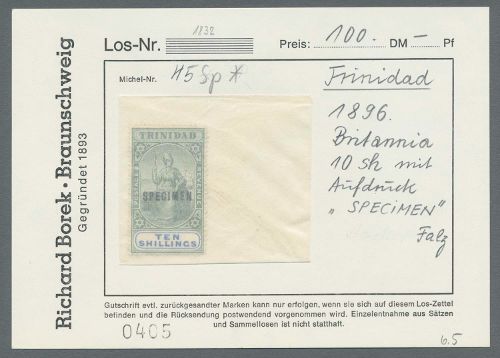 Richard Borek • Braunschweig
Gegründet 1893
Los-Nr. 1832
Preis: 100. DM — Pf
Michel-Nr. 45 Sp *
Trinidad
1896.
Britannia
10 sh mit
Aufdruck
„SPECIMEN"
Falz
TRINIDAD
POSTAGE &
REVENUE
SPECIMEN
TEN
SHILLINGS
Gutschrift evtl. zurückgesandter Marken kann nur erfolgen, wenn sie sich auf diesem Los-Zettel
befinden und die Rücksendung postwendend vorgenommen wird. Einzelentnahme aus Sätzen
und Sammellosen ist nicht statthaft.
0405
6.5